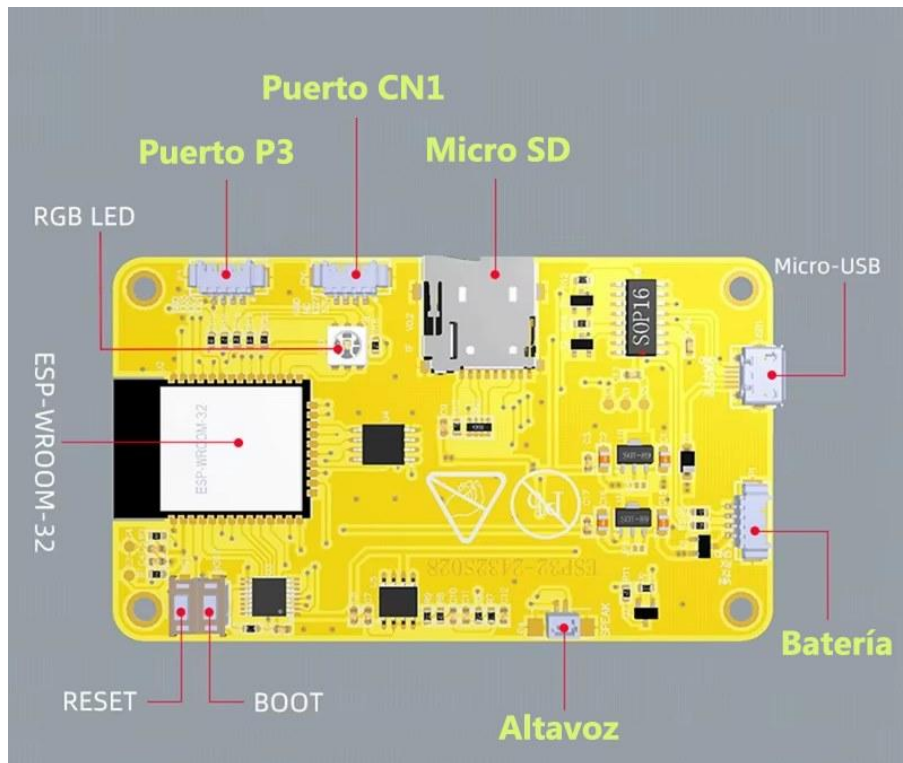 Puerto CN1
Puerto P3
Micro SD
RGB LED
Micro-USB
SOP16
ESP-WROOM-32
ESP-WROOM-32
ESP32-2432S028
SPEAK
Batería
RESET
BOOT
Altavoz